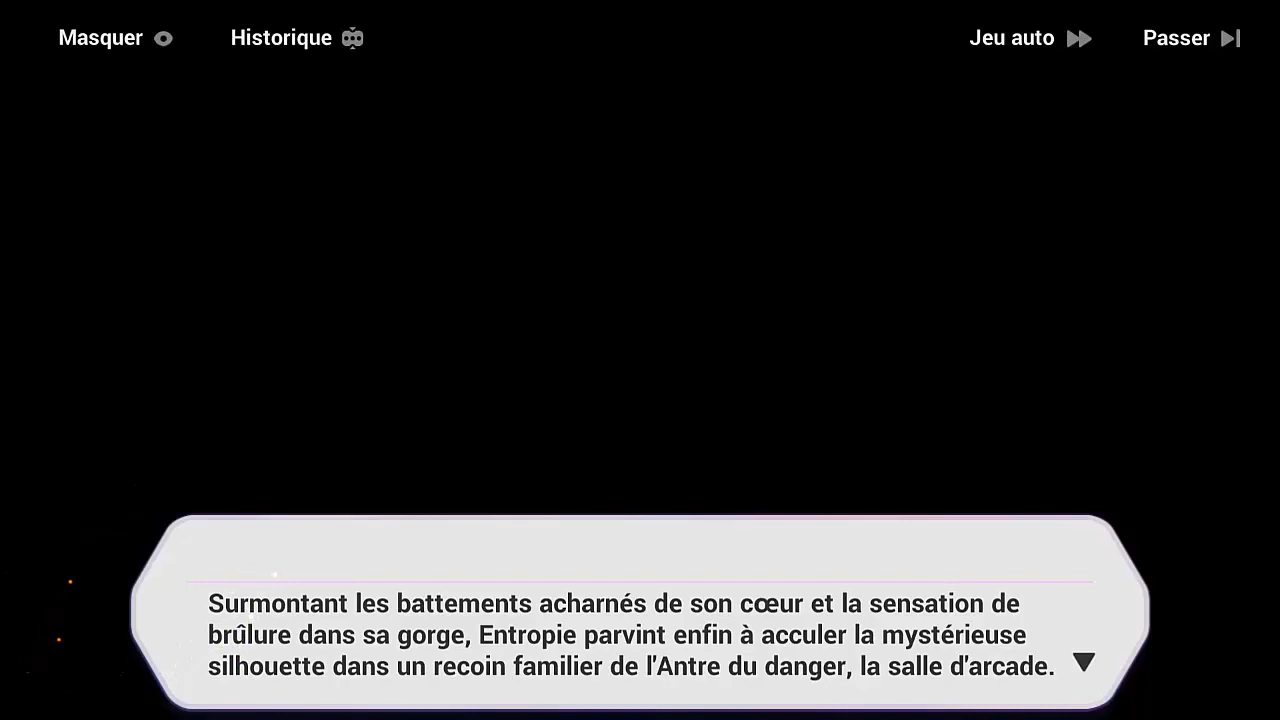 Masquer
Historique
Jeu auto
Passer
Surmontant les battements acharnés de son cœur et la sensation de
brûlure dans sa gorge, Entropie parvint enfin à acculer la mystérieuse
silhouette dans un recoin familier de l'Antre du danger, la salle d'arcade.